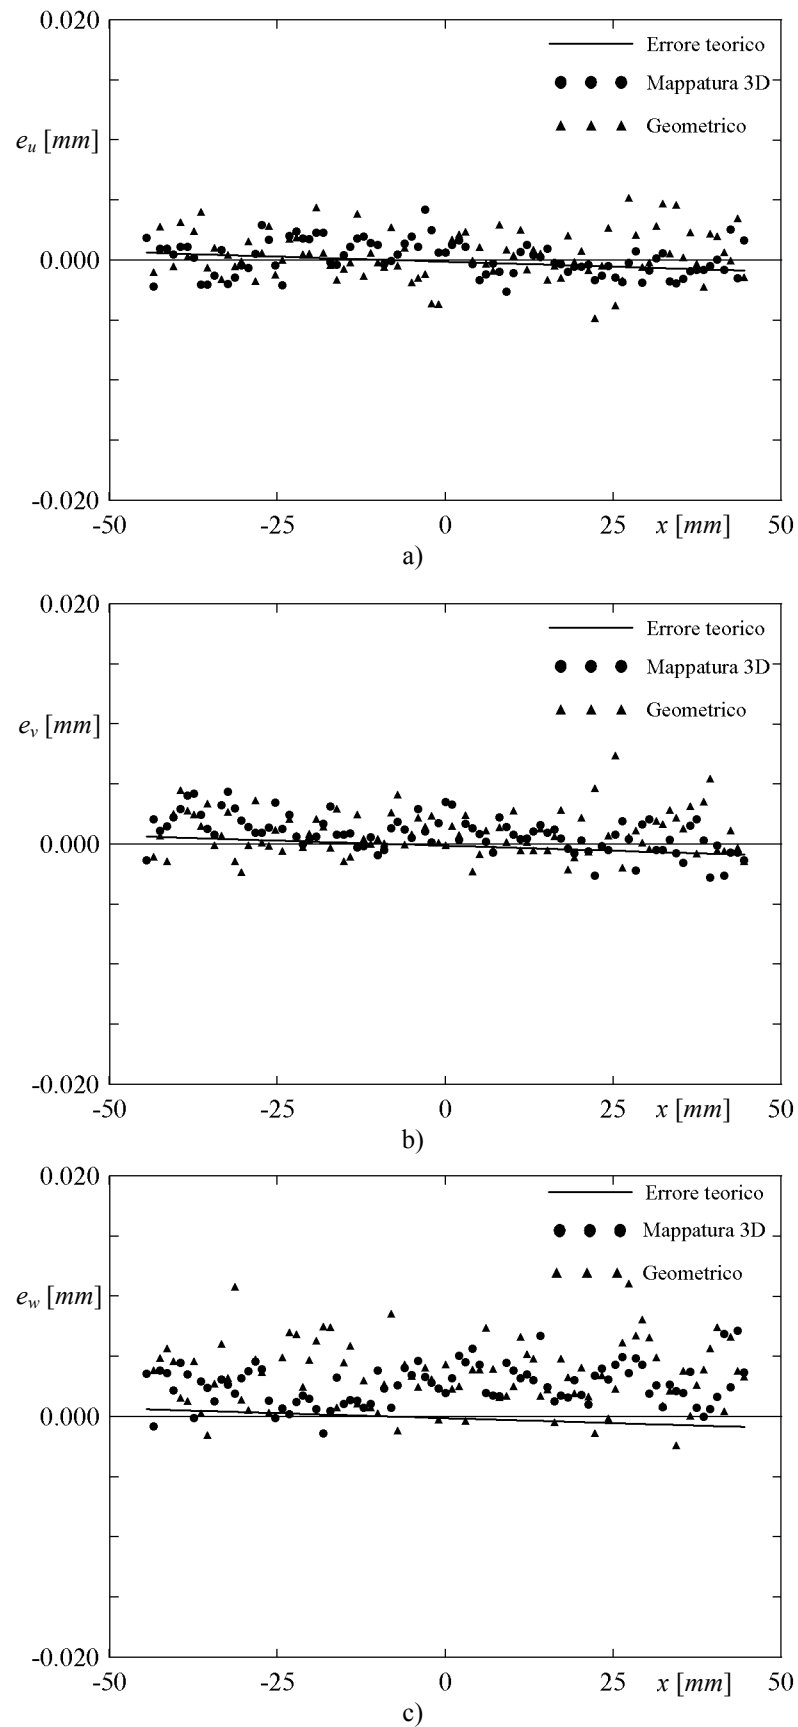 0.020
Errore teorico
Mappatura 3D
Geometrico
e_u [mm]
0.000
-0.020
-50
-25
0
25
x [mm]
50
a)
0.020
Errore teorico
Mappatura 3D
Geometrico
e_v [mm]
0.000
-0.020
-50
-25
0
25
x [mm]
50
b)
0.020
Errore teorico
Mappatura 3D
Geometrico
e_w [mm]
0.000
-0.020
-50
-25
0
25
x [mm]
50
c)